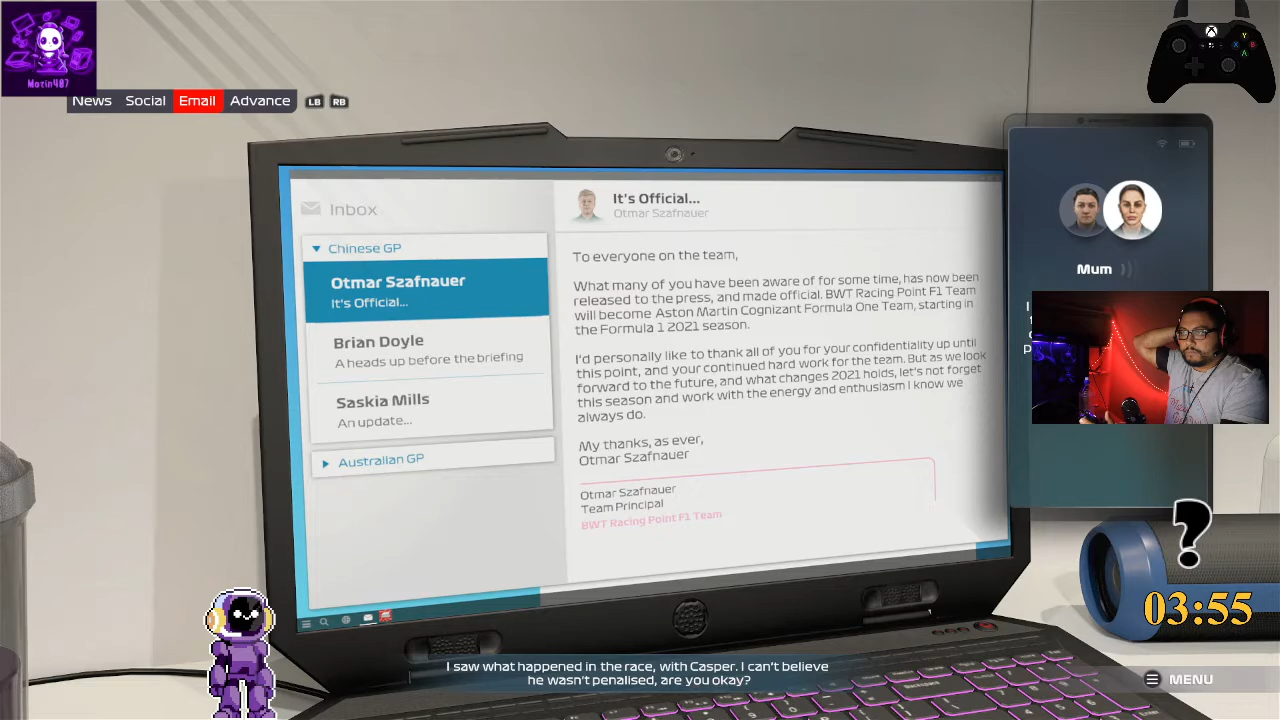 Mozin407
News Social Email Advance LB RB
Inbox
Chinese GP
Otmar Szafnauer
It's Official...
Brian Doyle
A heads up before the briefing
Saskia Mills
An update...
Australian GP
It's Official...
Otmar Szafnauer
To everyone on the team,
What many of you have been aware of for some time, has now been
released to the press, and made official. BWT Racing Point F1 Team
will become Aston Martin Cognizant Formula One Team, starting in
the Formula 1 2021 season.
I'd personally like to thank all of you for your confidentiality up until
this point, and your continued hard work for the team. But as we look
forward to the future, and what changes 2021 holds, let's not forget
this season and work with the energy and enthusiasm I know we
always do.
My thanks, as ever,
Otmar Szafnauer
Otmar Szafnauer
Team Principal
BWT Racing Point F1 Team
Mum
?
03:55
I saw what happened in the race, with Casper. I can't believe
he wasn't penalised, are you okay?
MENU